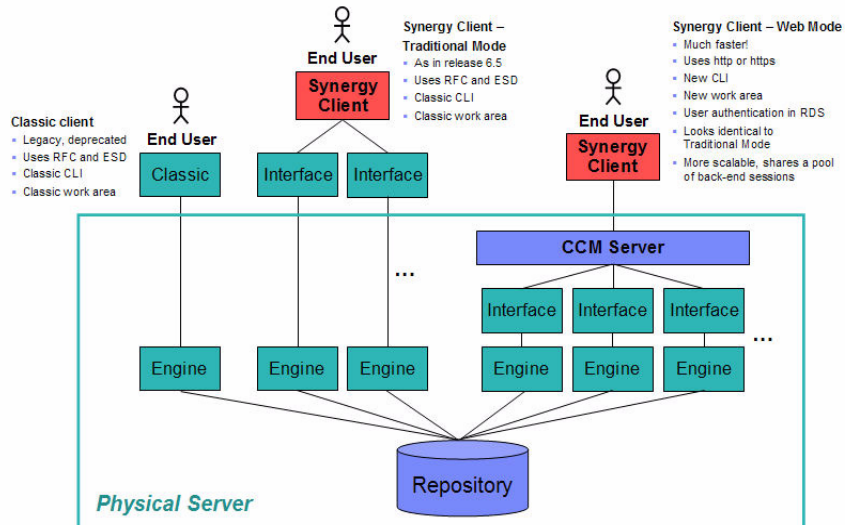 Classic client
Legacy, deprecated
Uses RFC and ESD
Classic CLI
Classic work area
End User
Classic
End User
Synergy
Client
Synergy Client –
Traditional Mode
As in release 6.5
Uses RFC and ESD
Classic CLI
Classic work area
Interface
Interface
...
End User
Synergy
Client
Synergy Client – Web Mode
Much faster!
Uses http or https
New CLI
New work area
User authentication in RDS
Looks identical to
Traditional Mode
More scalable, shares a pool
of back-end sessions
CCM Server
Interface
Interface
Interface
...
Engine
Engine
Engine
Engine
Engine
Engine
Repository
Physical Server